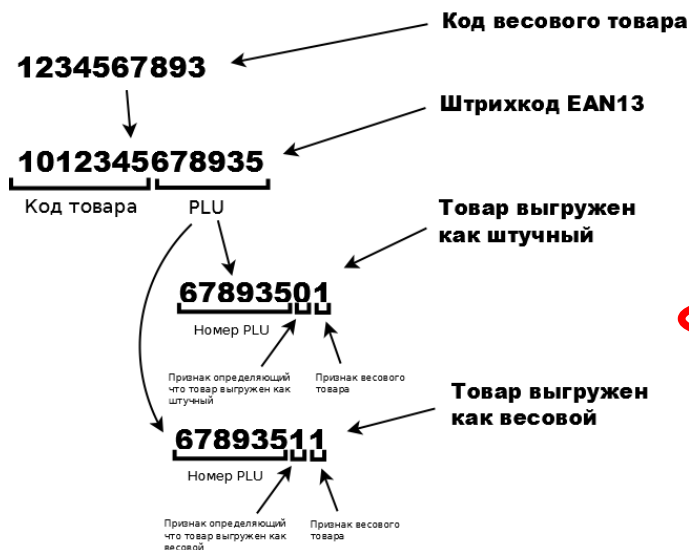 Код весового товара
1234567893
Штрихкод EAN13
1012345678935
Код товара
PLU
Товар выгружен
как штучный
67893501
Номер PLU
Признак определяющий
что товар выгружен как
штучный
Признак весового
товара
Товар выгружен
как весовой
67893511
Номер PLU
Признак определяющий
что товар выгружен как
весовой
Признак весового
товара